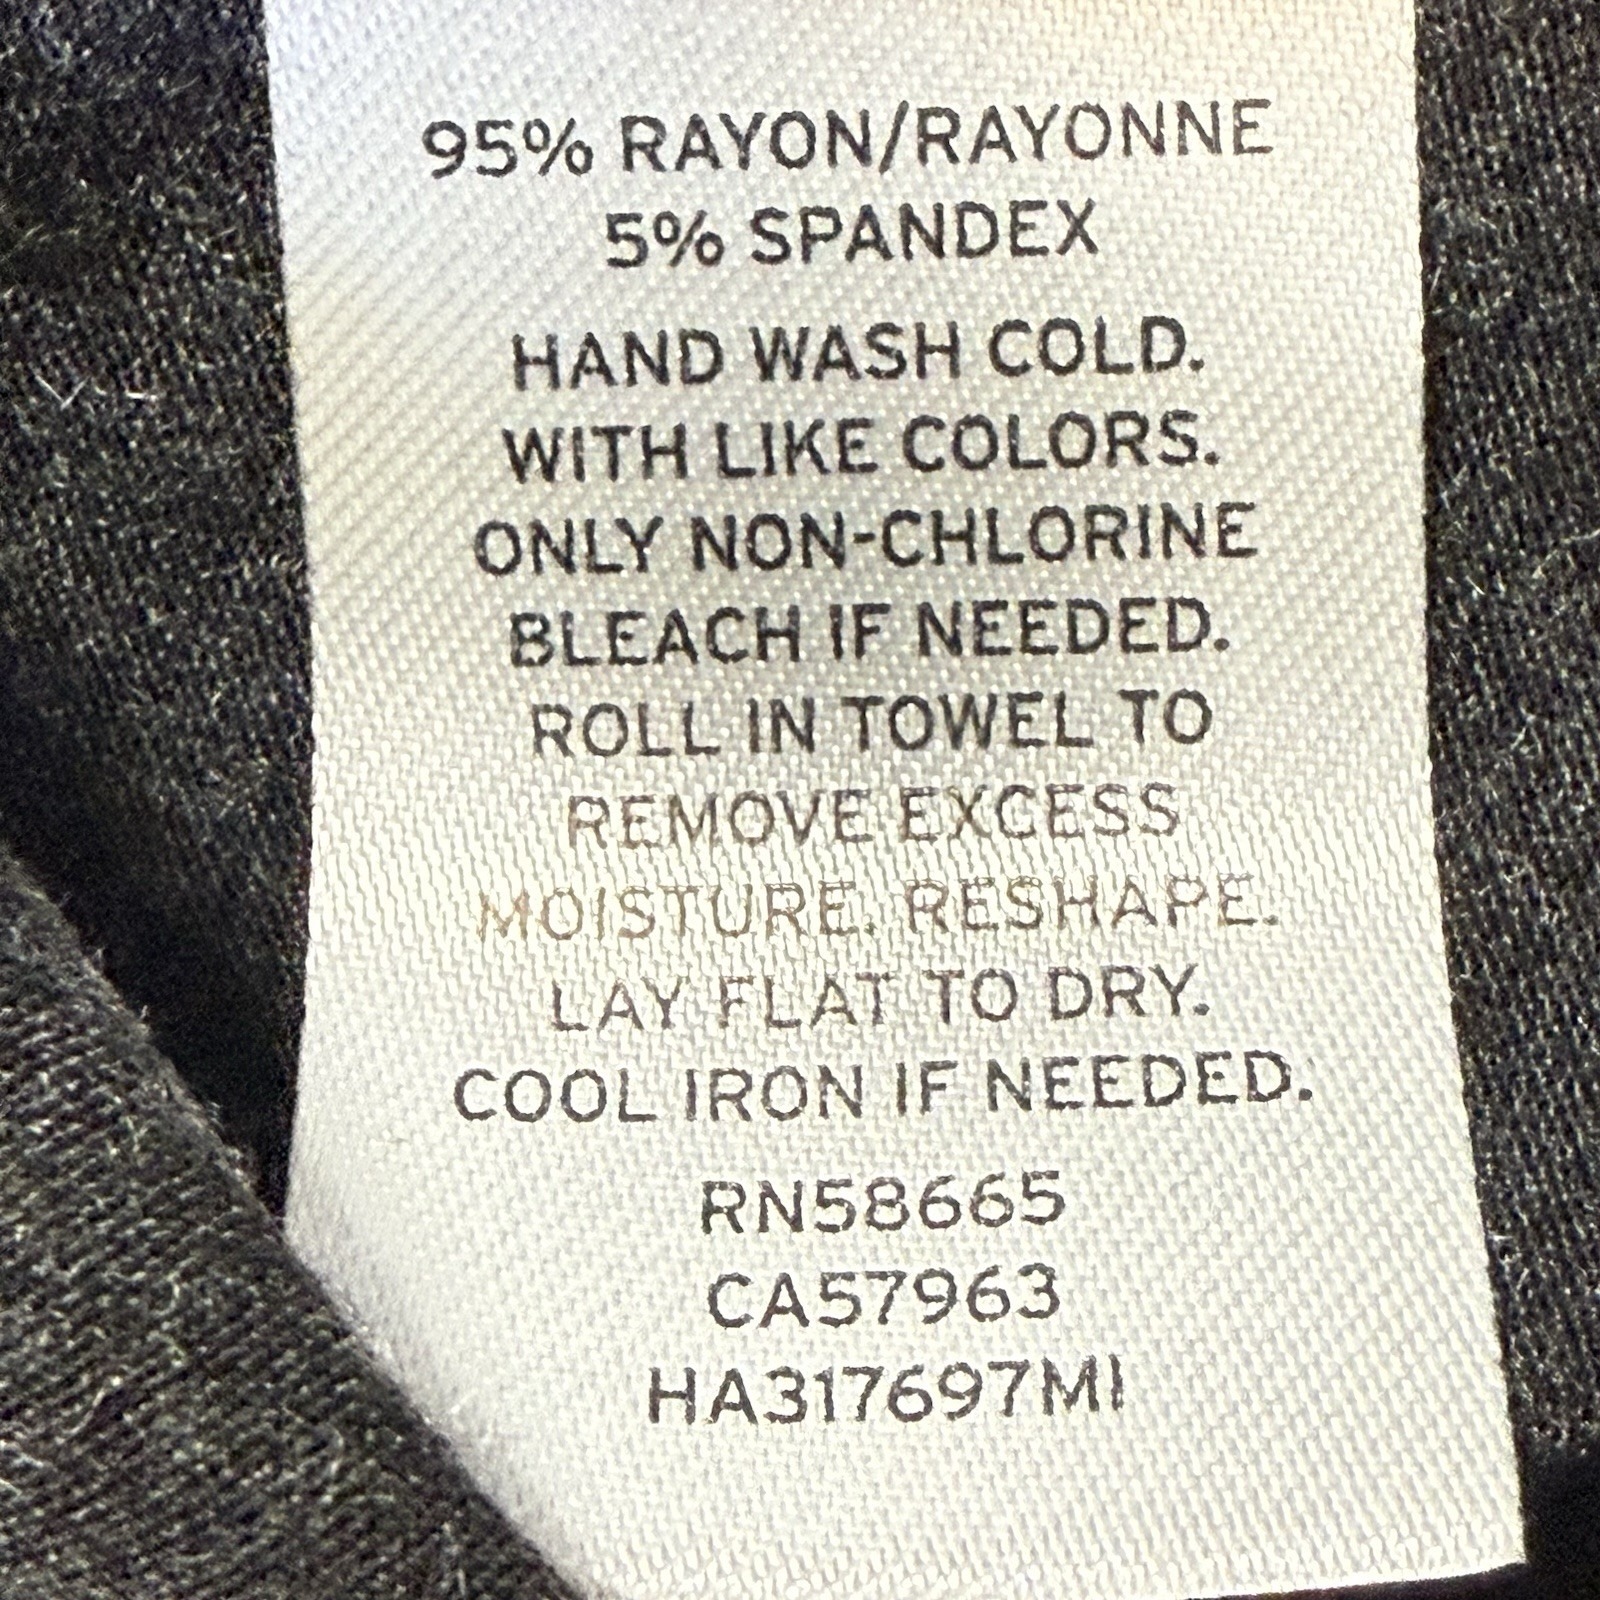 95% RAYON/RAYONNE
5% SPANDEX
HAND WASH COLD.
WITH LIKE COLORS.
ONLY NON-CHLORINE
BLEACH IF NEEDED.
ROLL IN TOWEL TO
REMOVE EXCESS
MOISTURE. RESHAPE.
LAY FLAT TO DRY.
COOL IRON IF NEEDED.
RN58665
CA57963
HA317697MI